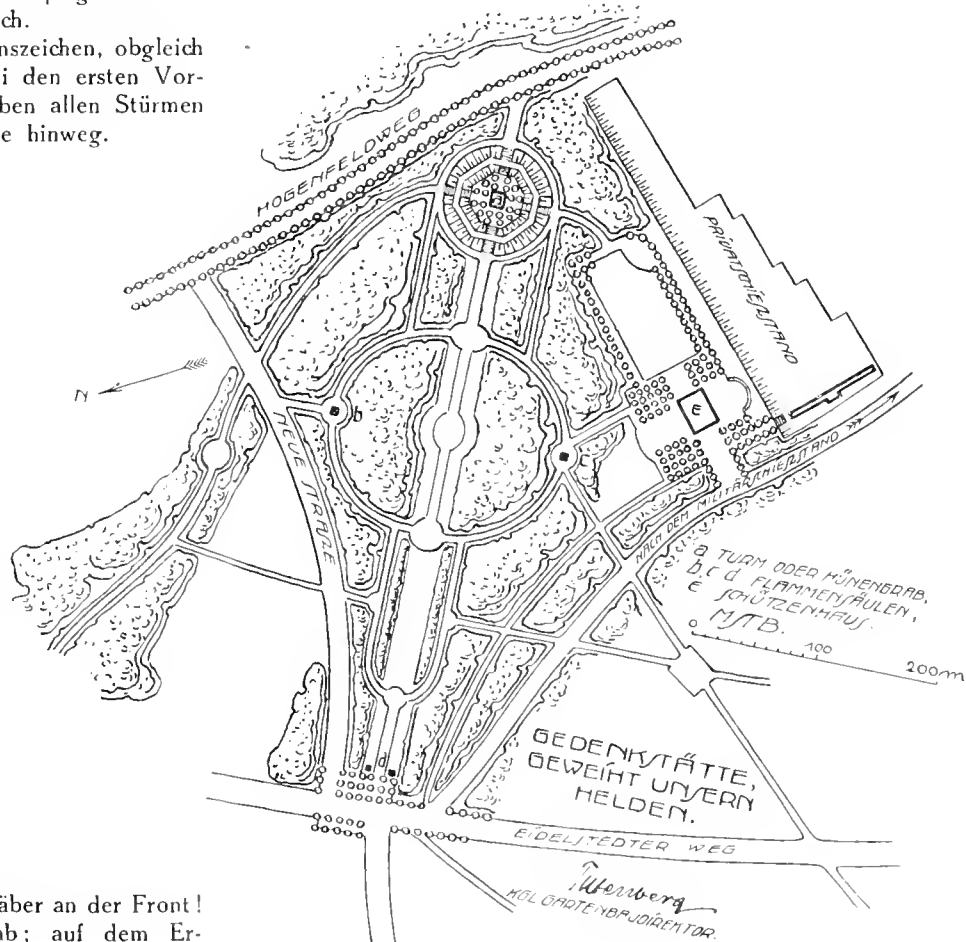 ch.
nszeichen, obgleich
i den ersten Vor-
ben allen Stürmen
e hinweg.
HOGENFELDWEG
PRIVATSCHIEẞSTAND
a
e
N
b
NEUE STRAẞE
NACH DEM MILITÄRSCHIEẞSTAND
a TURM ODER HÜNENGRAB,
b c d FLAMMENSÄULEN,
e SCHÜTZENHAUS.
MSTB.
0 100 200m
d
GEDENKSTÄTTE,
GEWEIHT UNSERN
HELDEN.
EIDELSTEDTER WEG
KGL. GARTENBAUDIREKTOR.
äber an der Front!
ab; auf dem Er-